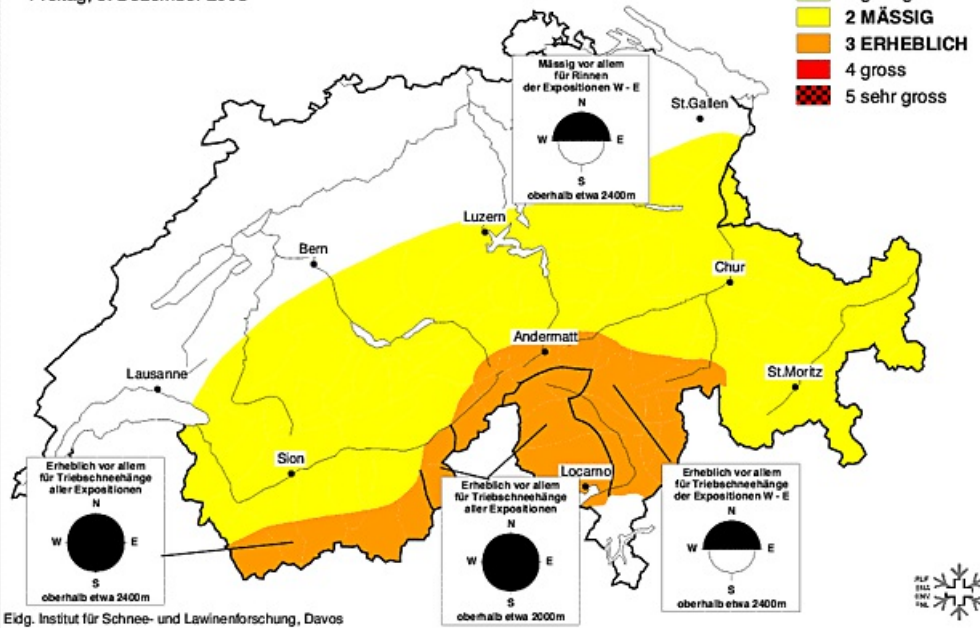 2 MÄSSIG
3 ERHEBLICH
4 gross
5 sehr gross
Mässig vor allem
für Rinnen
der Expositionen W - E
N
W E
S
oberhalb etwa 2400m
St.Gallen
Luzern
Bern
Chur
Andermatt
Lausanne
St.Moritz
Sion
Locarno
Erheblich vor allem
für Triebschneehänge
aller Expositionen
N
W E
S
oberhalb etwa 2400m
Erheblich vor allem
für Triebschneehänge
aller Expositionen
N
W E
S
oberhalb etwa 2000m
Erheblich vor allem
für Triebschneehänge
der Expositionen W - E
N
W E
S
oberhalb etwa 2400m
Eidg. Institut für Schnee- und Lawinenforschung, Davos